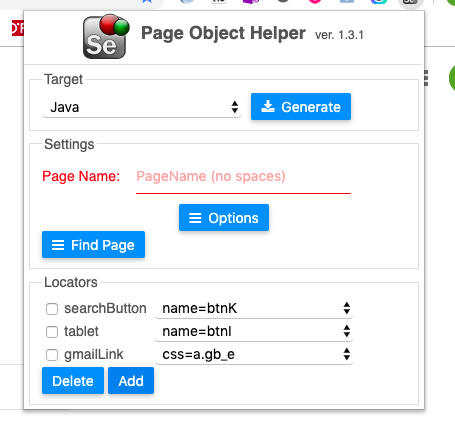 Se
Page Object Helper ver. 1.3.1
Target
Java
Generate
Settings
Page Name: PageName (no spaces)
Options
Find Page
Locators
searchButton name=btnK
tablet name=btnI
gmailLink css=a.gb_e
Delete Add